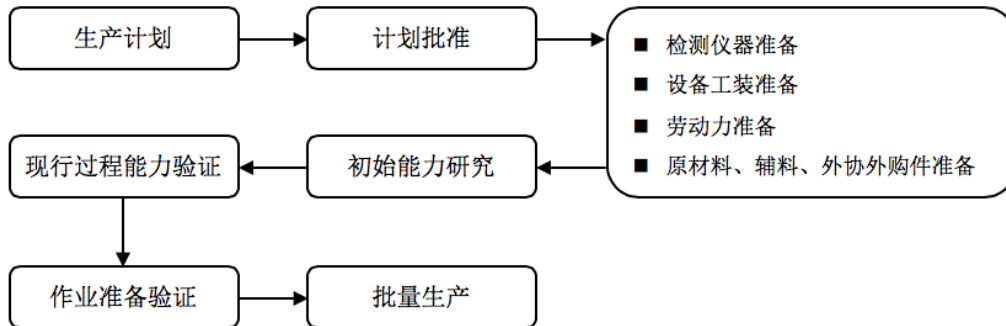 生产计划
计划批准
■ 检测仪器准备
■ 设备工装准备
■ 劳动力准备
■ 原材料、辅料、外协外购件准备
现行过程能力验证
初始能力研究
作业准备验证
批量生产